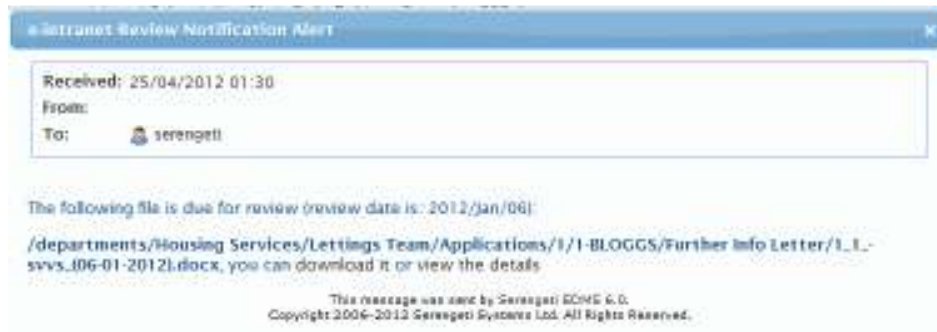 e-intranet Review Notification Alert
Received: 25/04/2012 01:30
From:
To: serengeti
The following file is due for review (review date is: 2012/Jan/06):
/departments/Housing Services/Lettings Team/Applications/1/1-BLOGGS/Further Info Letter/1_1_-
svvs_(06-01-2012).docx, you can download it or view the details
This message was sent by Serengeti EDMS 6.0.
Copyright 2006-2012 Serengeti Systems Ltd. All Rights Reserved.